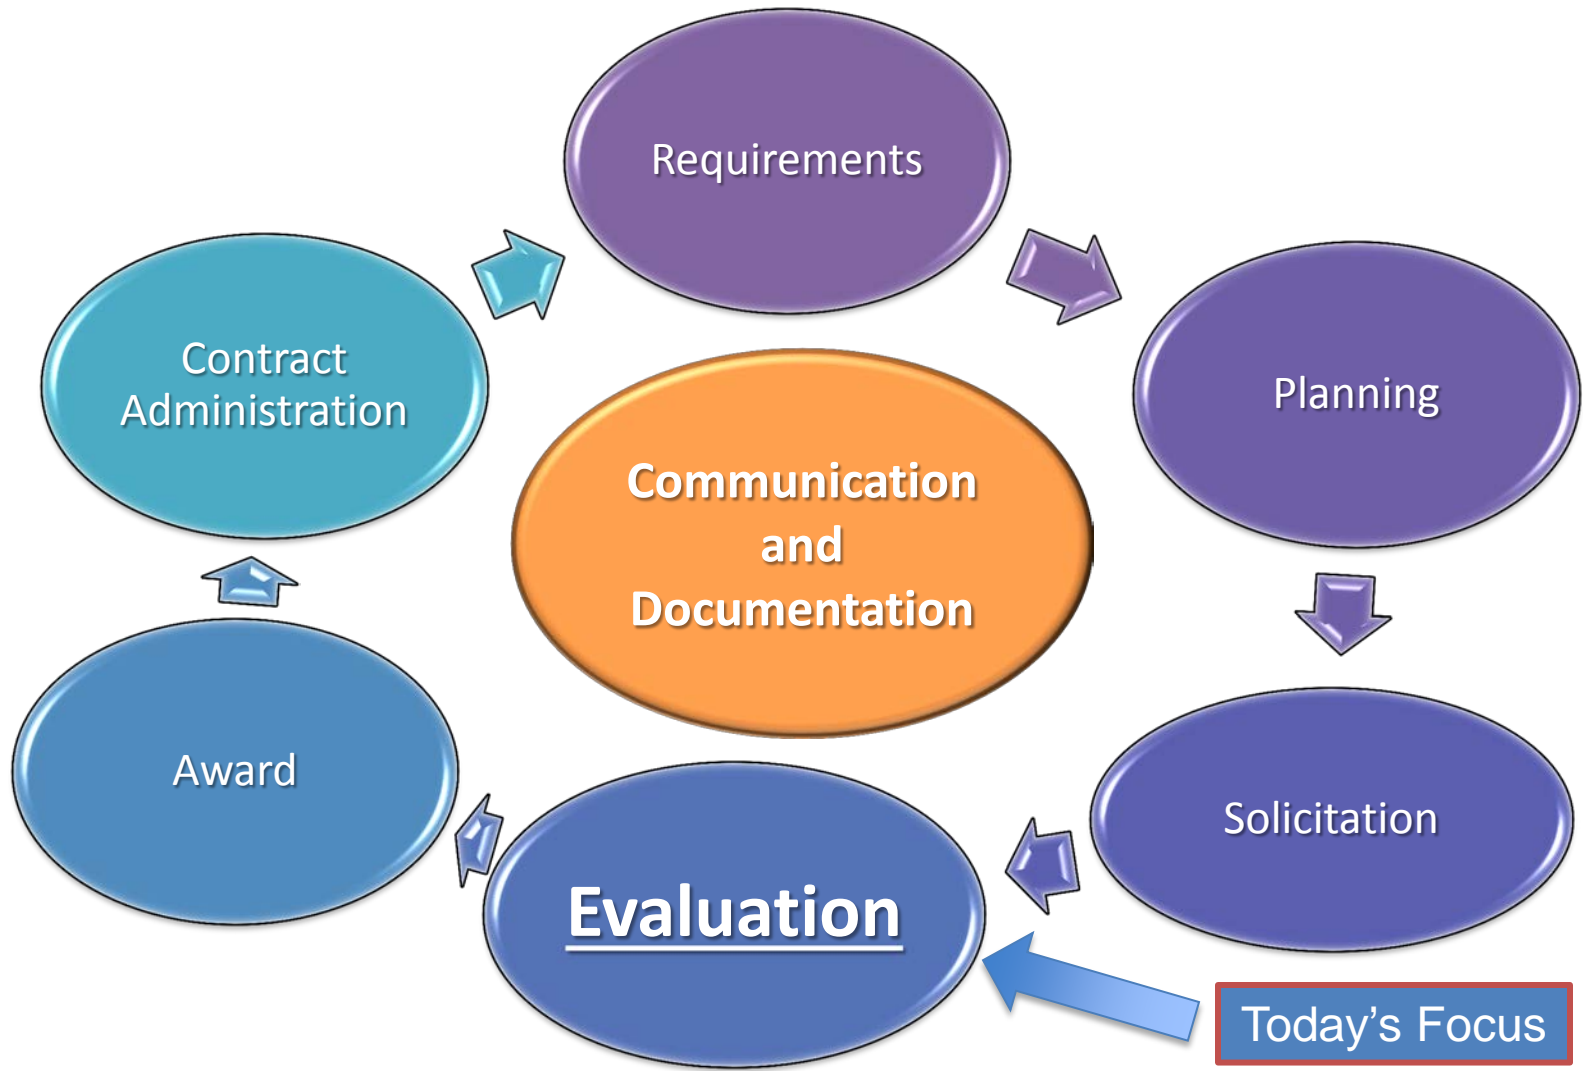 Requirements
Contract
Administration
Planning
Communication
and
Documentation
Award
Solicitation
Evaluation
Today's Focus